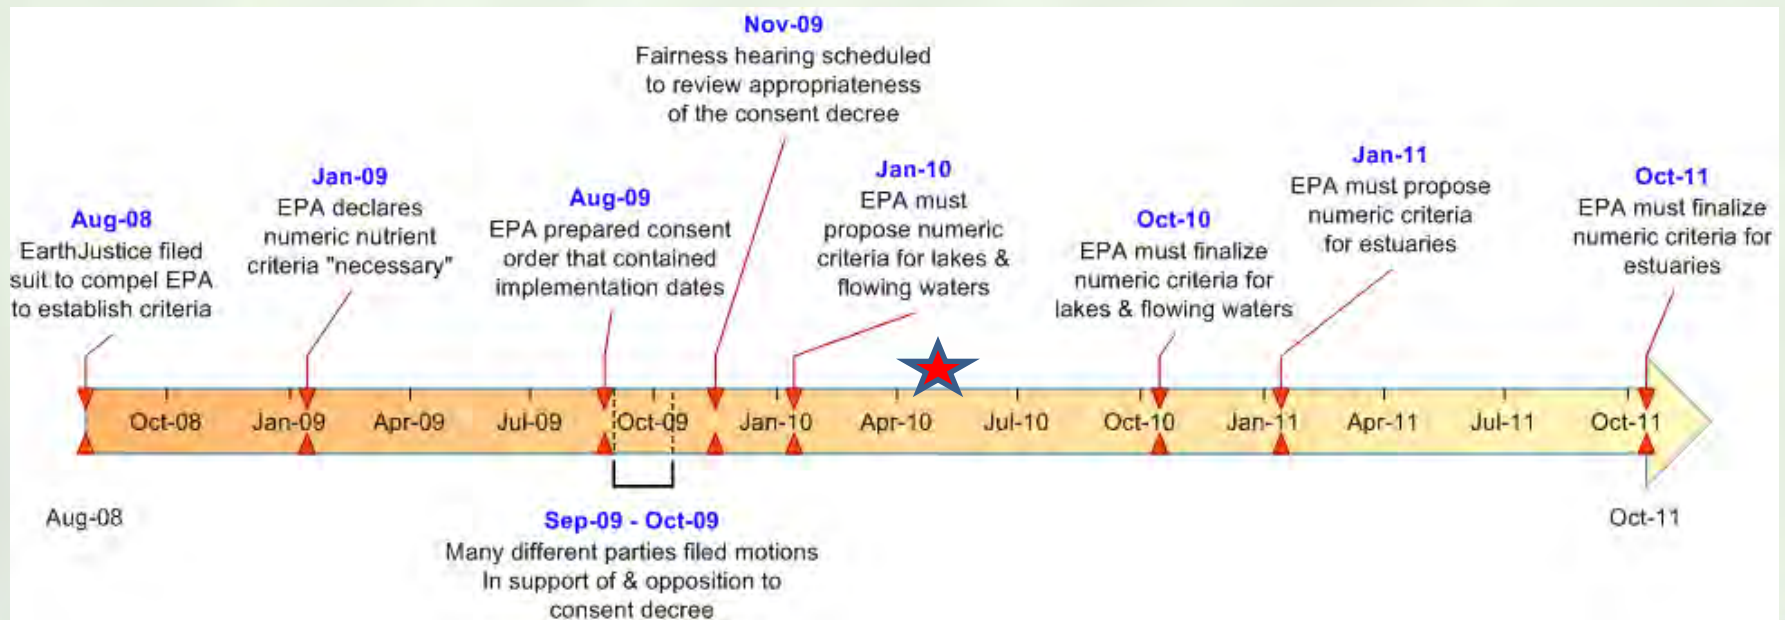 Nov-09
Fairness hearing scheduled
to review appropriateness
of the consent decree
Aug-08
EarthJustice filed
suit to compel EPA
to establish criteria
Jan-09
EPA declares
numeric nutrient
criteria "necessary"
Aug-09
EPA prepared consent
order that contained
implementation dates
Jan-10
EPA must
propose numeric
criteria for lakes &
flowing waters
Oct-10
EPA must finalize
numeric criteria for
lakes & flowing waters
Jan-11
EPA must propose
numeric criteria
for estuaries
Oct-11
EPA must finalize
numeric criteria for
estuaries
Oct-08 Jan-09 Apr-09 Jul-09 Oct-09 Jan-10 Apr-10 Jul-10 Oct-10 Jan-11 Apr-11 Jul-11 Oct-11
Aug-08
Oct-11
Sep-09 - Oct-09
Many different parties filed motions
In support of & opposition to
consent decree